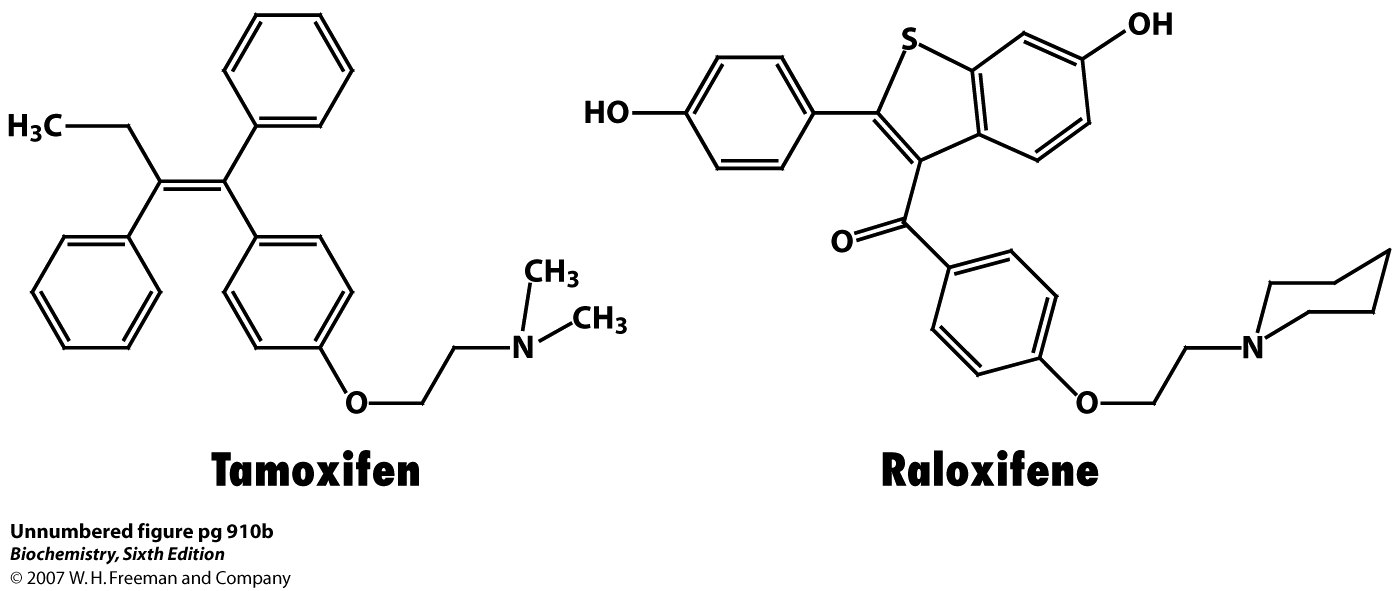 H₃C
CH₃
CH₃
N
O
Tamoxifen
S
OH
HO
O
N
O
Raloxifene
Unnumbered figure pg 910b
Biochemistry, Sixth Edition
© 2007 W. H. Freeman and Company